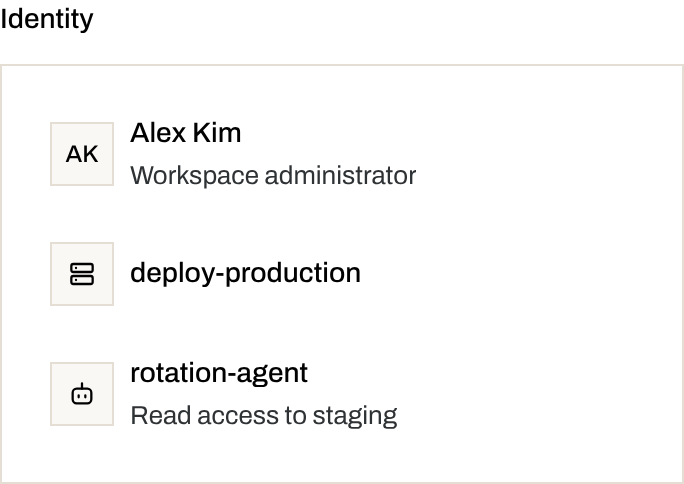 Identity
AK
Alex Kim
Workspace administrator
deploy-production
rotation-agent
Read access to staging